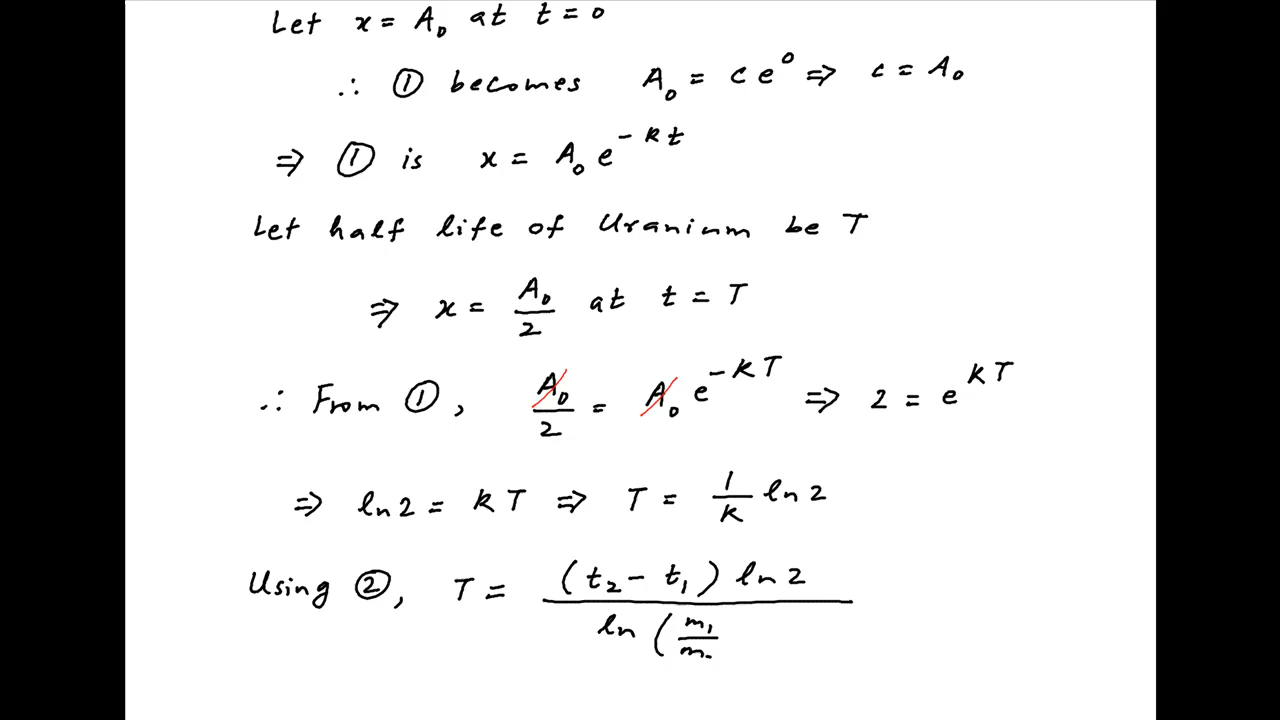 Let x = A₀ at t = 0
∴ ① becomes A₀ = c e⁰ ⇒ c = A₀
⇒ ① is x = A₀ e^{-kt}
Let half life of Uranium be T
⇒ x = A₀/2 at t = T
∴ From ①, A₀/2 = A₀ e^{-kT} ⇒ 2 = e^{kT}
⇒ ln 2 = kT ⇒ T = 1/k ln 2
Using ②, T = (t₂ - t₁) ln 2 / ln (m₁/m